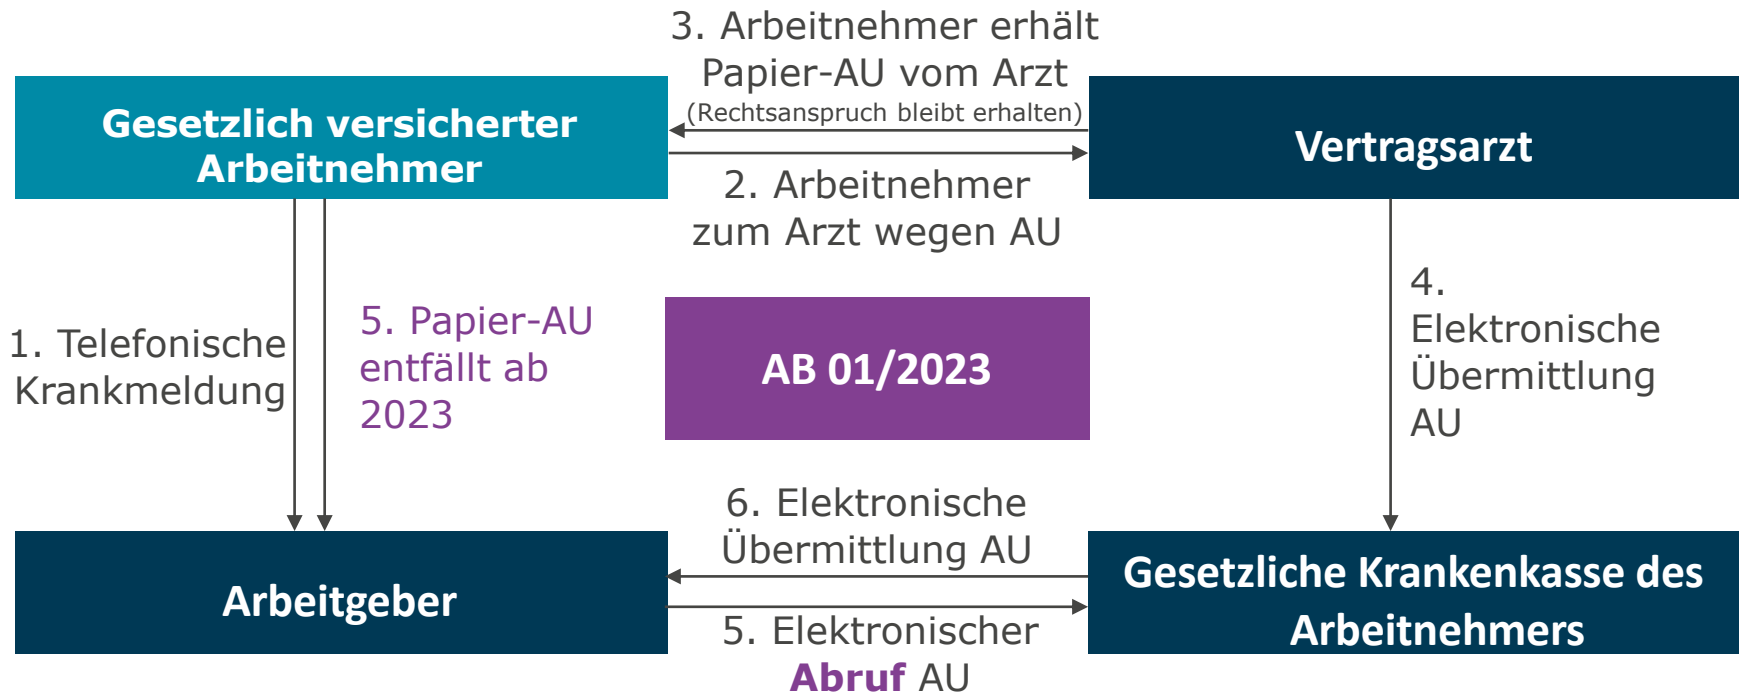 3. Arbeitnehmer erhält
Papier-AU vom Arzt
(Rechtsanspruch bleibt erhalten)
Gesetzlich versicherter
Arbeitnehmer
Vertragsarzt
2. Arbeitnehmer
zum Arzt wegen AU
1. Telefonische
Krankmeldung
5. Papier-AU
entfällt ab
2023
AB 01/2023
4.
Elektronische
Übermittlung
AU
6. Elektronische
Übermittlung AU
Arbeitgeber
Gesetzliche Krankenkasse des
Arbeitnehmers
5. Elektronischer
Abruf AU